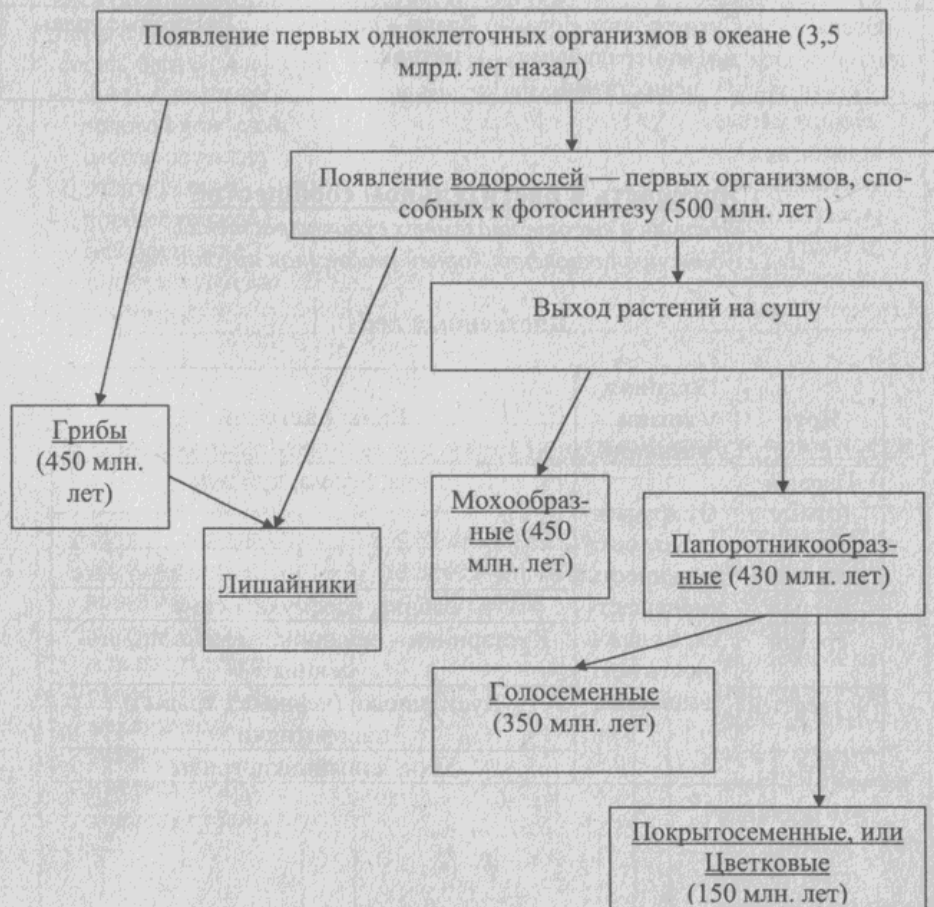 Появление первых одноклеточных организмов в океане (3,5
млрд. лет назад)
Появление водорослей — первых организмов, спо-
собных к фотосинтезу (500 млн. лет )
Выход растений на сушу
Грибы
(450 млн.
лет)
Лишайники
Мохообраз-
ные (450
млн. лет)
Папоротникообраз-
ные (430 млн. лет)
Голосеменные
(350 млн. лет)
Покрытосеменные, или
Цветковые
(150 млн. лет)